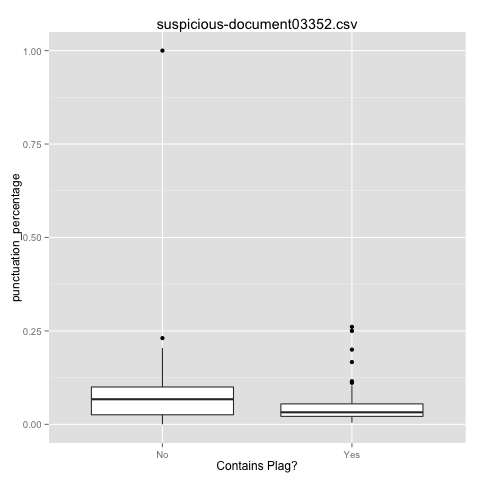 suspicious-document03352.csv
punctuation_percentage
1.00
0.75
0.50
0.25
0.00
No
Yes
Contains Plag?